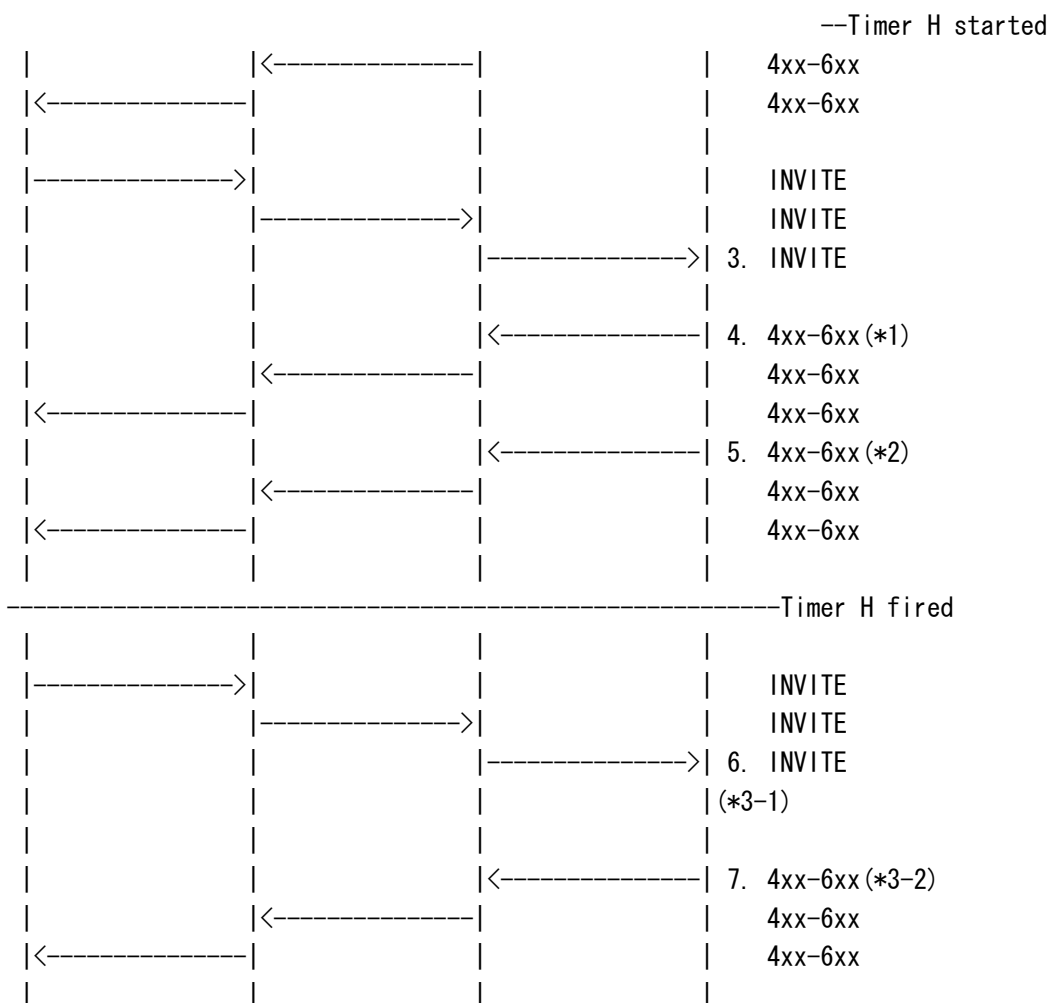 --Timer H started
| |<---------------| | 4xx-6xx
|<---------------| | | 4xx-6xx
| | | |
|--------------->| | | INVITE
| |--------------->| | INVITE
| | |--------------->| 3. INVITE
| | | |
| | |<---------------| 4. 4xx-6xx(*1)
| |<---------------| | 4xx-6xx
|<---------------| | | 4xx-6xx
| | |<---------------| 5. 4xx-6xx(*2)
| |<---------------| | 4xx-6xx
|<---------------| | | 4xx-6xx
| | | |
----------------------------------------------------------Timer H fired
| | | |
|--------------->| | | INVITE
| |--------------->| | INVITE
| | |--------------->| 6. INVITE
| | | |(*3-1)
| | | |
| | |<---------------| 7. 4xx-6xx(*3-2)
| |<---------------| | 4xx-6xx
|<---------------| | | 4xx-6xx
| | | |